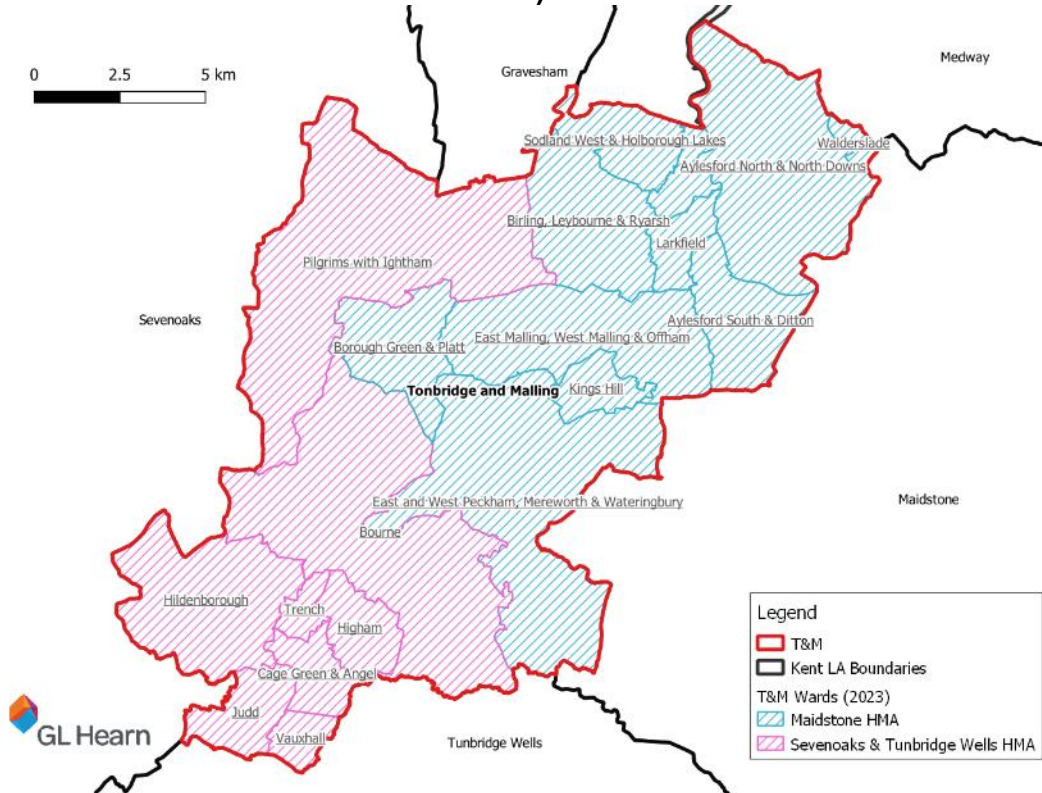 Medway
0 2.5 5 km
Gravesham
Sodland West & Holborough Lakes
Walderslade
Aylesford North & North Downs
Birling, Leybourne & Ryarsh
Larkfield
Pilgrims with Ightham
Sevenoaks
Aylesford South & Ditton
East Malling, West Malling & Offham
Borough Green & Platt
Tonbridge and Malling
Kings Hill
East and West Peckham, Mereworth & Wateringbury
Maidstone
Bourne
Hildenborough
Trench
Higham
Cage Green & Angel
Judd
Vauxhall
Tunbridge Wells
GL Hearn
Legend
T&M
Kent LA Boundaries
T&M Wards (2023)
Maidstone HMA
Sevenoaks & Tunbridge Wells HMA